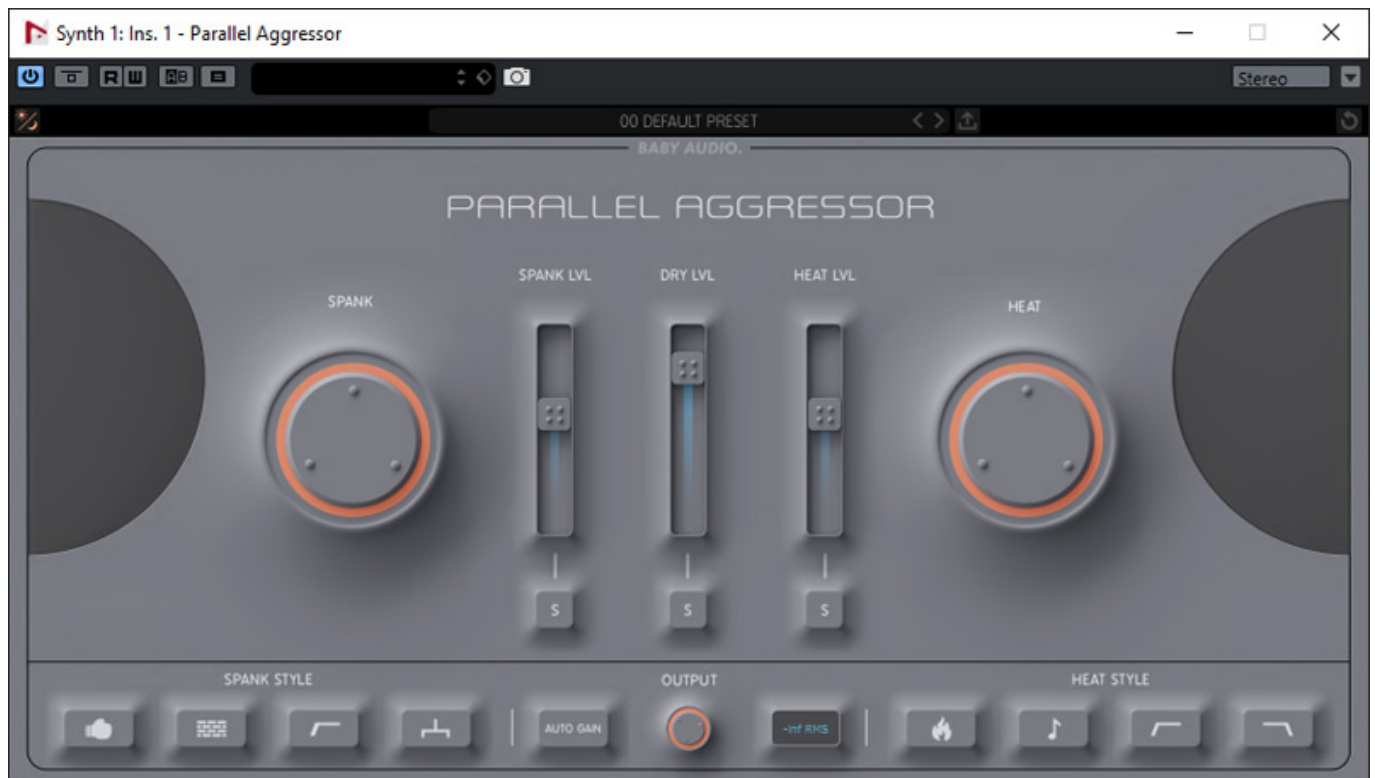 Synth 1: Ins. 1 - Parallel Aggressor
R W AB Stereo
00 DEFAULT PRESET
BABY AUDIO.
PARALLEL AGGRESSOR
SPANK LVL DRY LVL HEAT LVL
SPANK HEAT
S S S
SPANK STYLE OUTPUT HEAT STYLE
AUTO GAIN -inf RMS